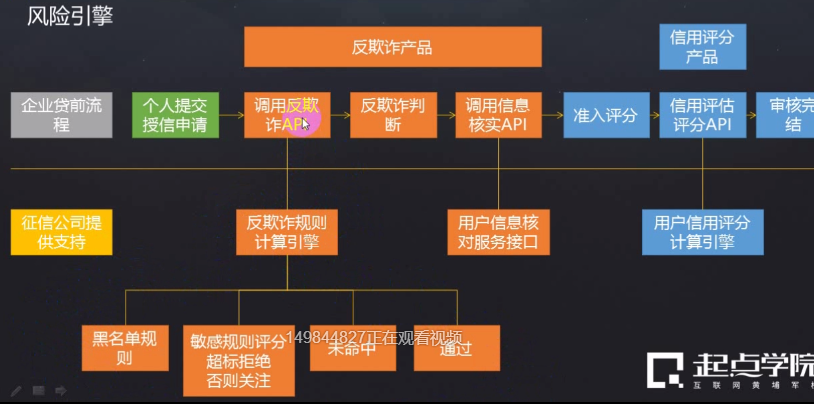 风险引擎
反欺诈产品
信用评分
产品
企业贷前流
程
个人提交
授信申请
调用反欺
诈API
反欺诈判
断
调用信息
核实API
准入评分
信用评估
评分API
审核完
结
征信公司提
供支持
反欺诈规则
计算引擎
用户信息核
对服务接口
用户信用评分
计算引擎
黑名单规
则
敏感规则评分
超标拒绝
否则关注
未命中
通过
149844827正在观看视频
起点学院
互联网黄埔军校